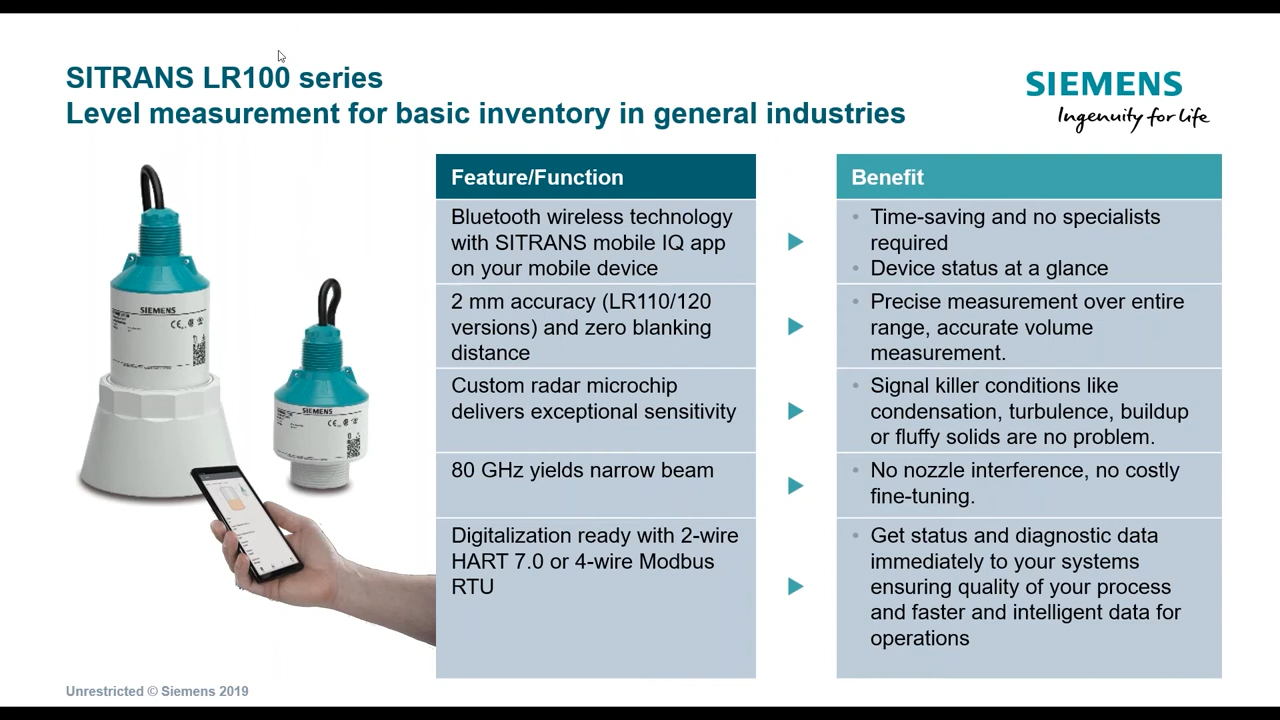 SITRANS LR100 series
Level measurement for basic inventory in general industries
SIEMENS
Ingenuity for life
SIEMENS
SIEMENS
Feature/Function
Benefit
Bluetooth wireless technology
with SITRANS mobile IQ app
on your mobile device
• Time-saving and no specialists
required
• Device status at a glance
2 mm accuracy (LR110/120
versions) and zero blanking
distance
• Precise measurement over entire
range, accurate volume
measurement.
Custom radar microchip
delivers exceptional sensitivity
• Signal killer conditions like
condensation, turbulence, buildup
or fluffy solids are no problem.
80 GHz yields narrow beam
• No nozzle interference, no costly
fine-tuning.
Digitalization ready with 2-wire
HART 7.0 or 4-wire Modbus
RTU
• Get status and diagnostic data
immediately to your systems
ensuring quality of your process
and faster and intelligent data for
operations
Unrestricted © Siemens 2019